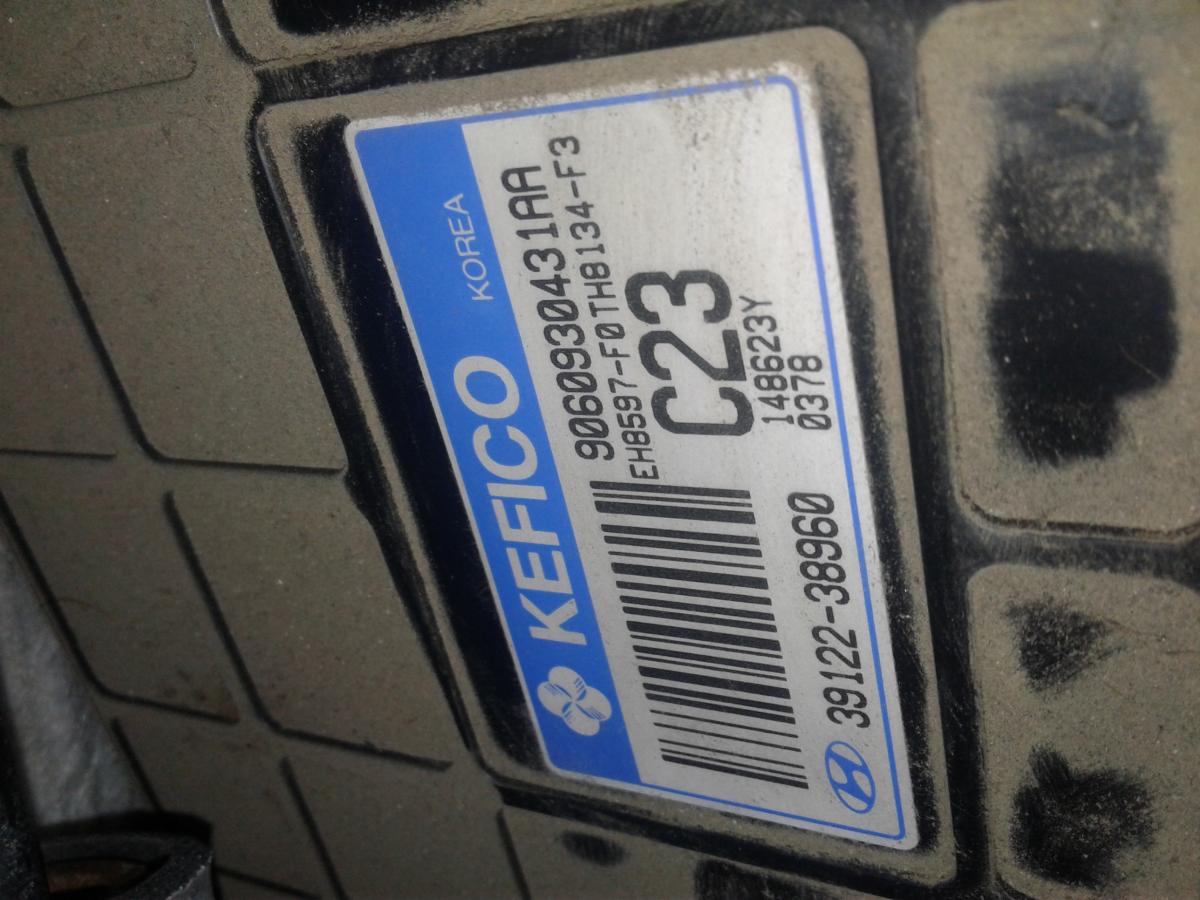 KEFICO KOREA
9060930431AA
EH8597-F0TH8134-F3
C23
148623Y
0378
39122-38960